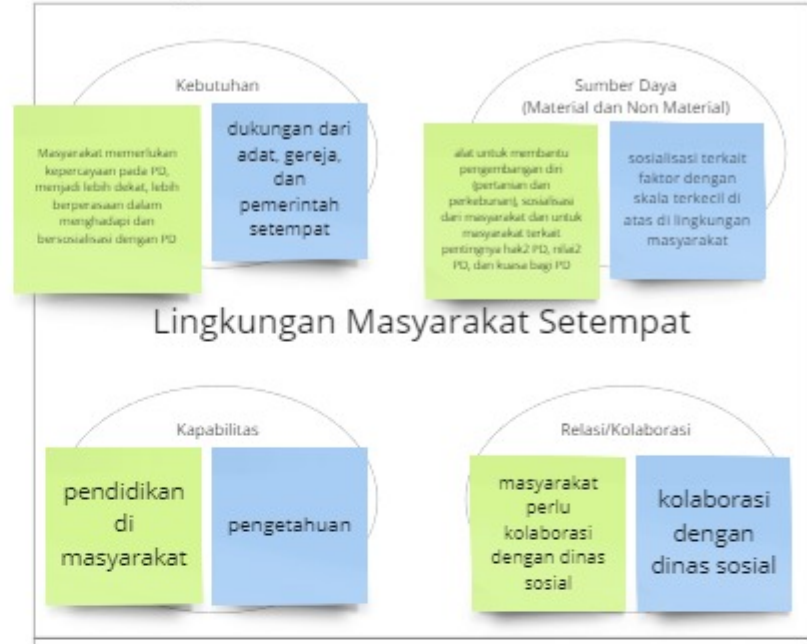 Kebutuhan
Masyarakat memerlukan
kepercayaan pada PD,
menjadi lebih dekat, lebih
berperasaan dalam
menghadapi dan
bersosialisasi dengan PD
dukungan dari
adat, gereja,
dan
pemerintah
setempat
Sumber Daya
(Material dan Non Material)
alat untuk membantu
pengembangan diri
(pertanian dan
perkebunan), sosialisasi
dari masyarakat dan untuk
masyarakat terkait
pentingnya hak2 PD, nilai2
PD, dan kuasa bagi PD
sosialisasi terkait
faktor dengan
skala terkecil di
atas di lingkungan
masyarakat
Lingkungan Masyarakat Setempat
Kapabilitas
pendidikan
di
masyarakat
pengetahuan
Relasi/Kolaborasi
masyarakat
perlu
kolaborasi
dengan dinas
sosial
kolaborasi
dengan
dinas sosial